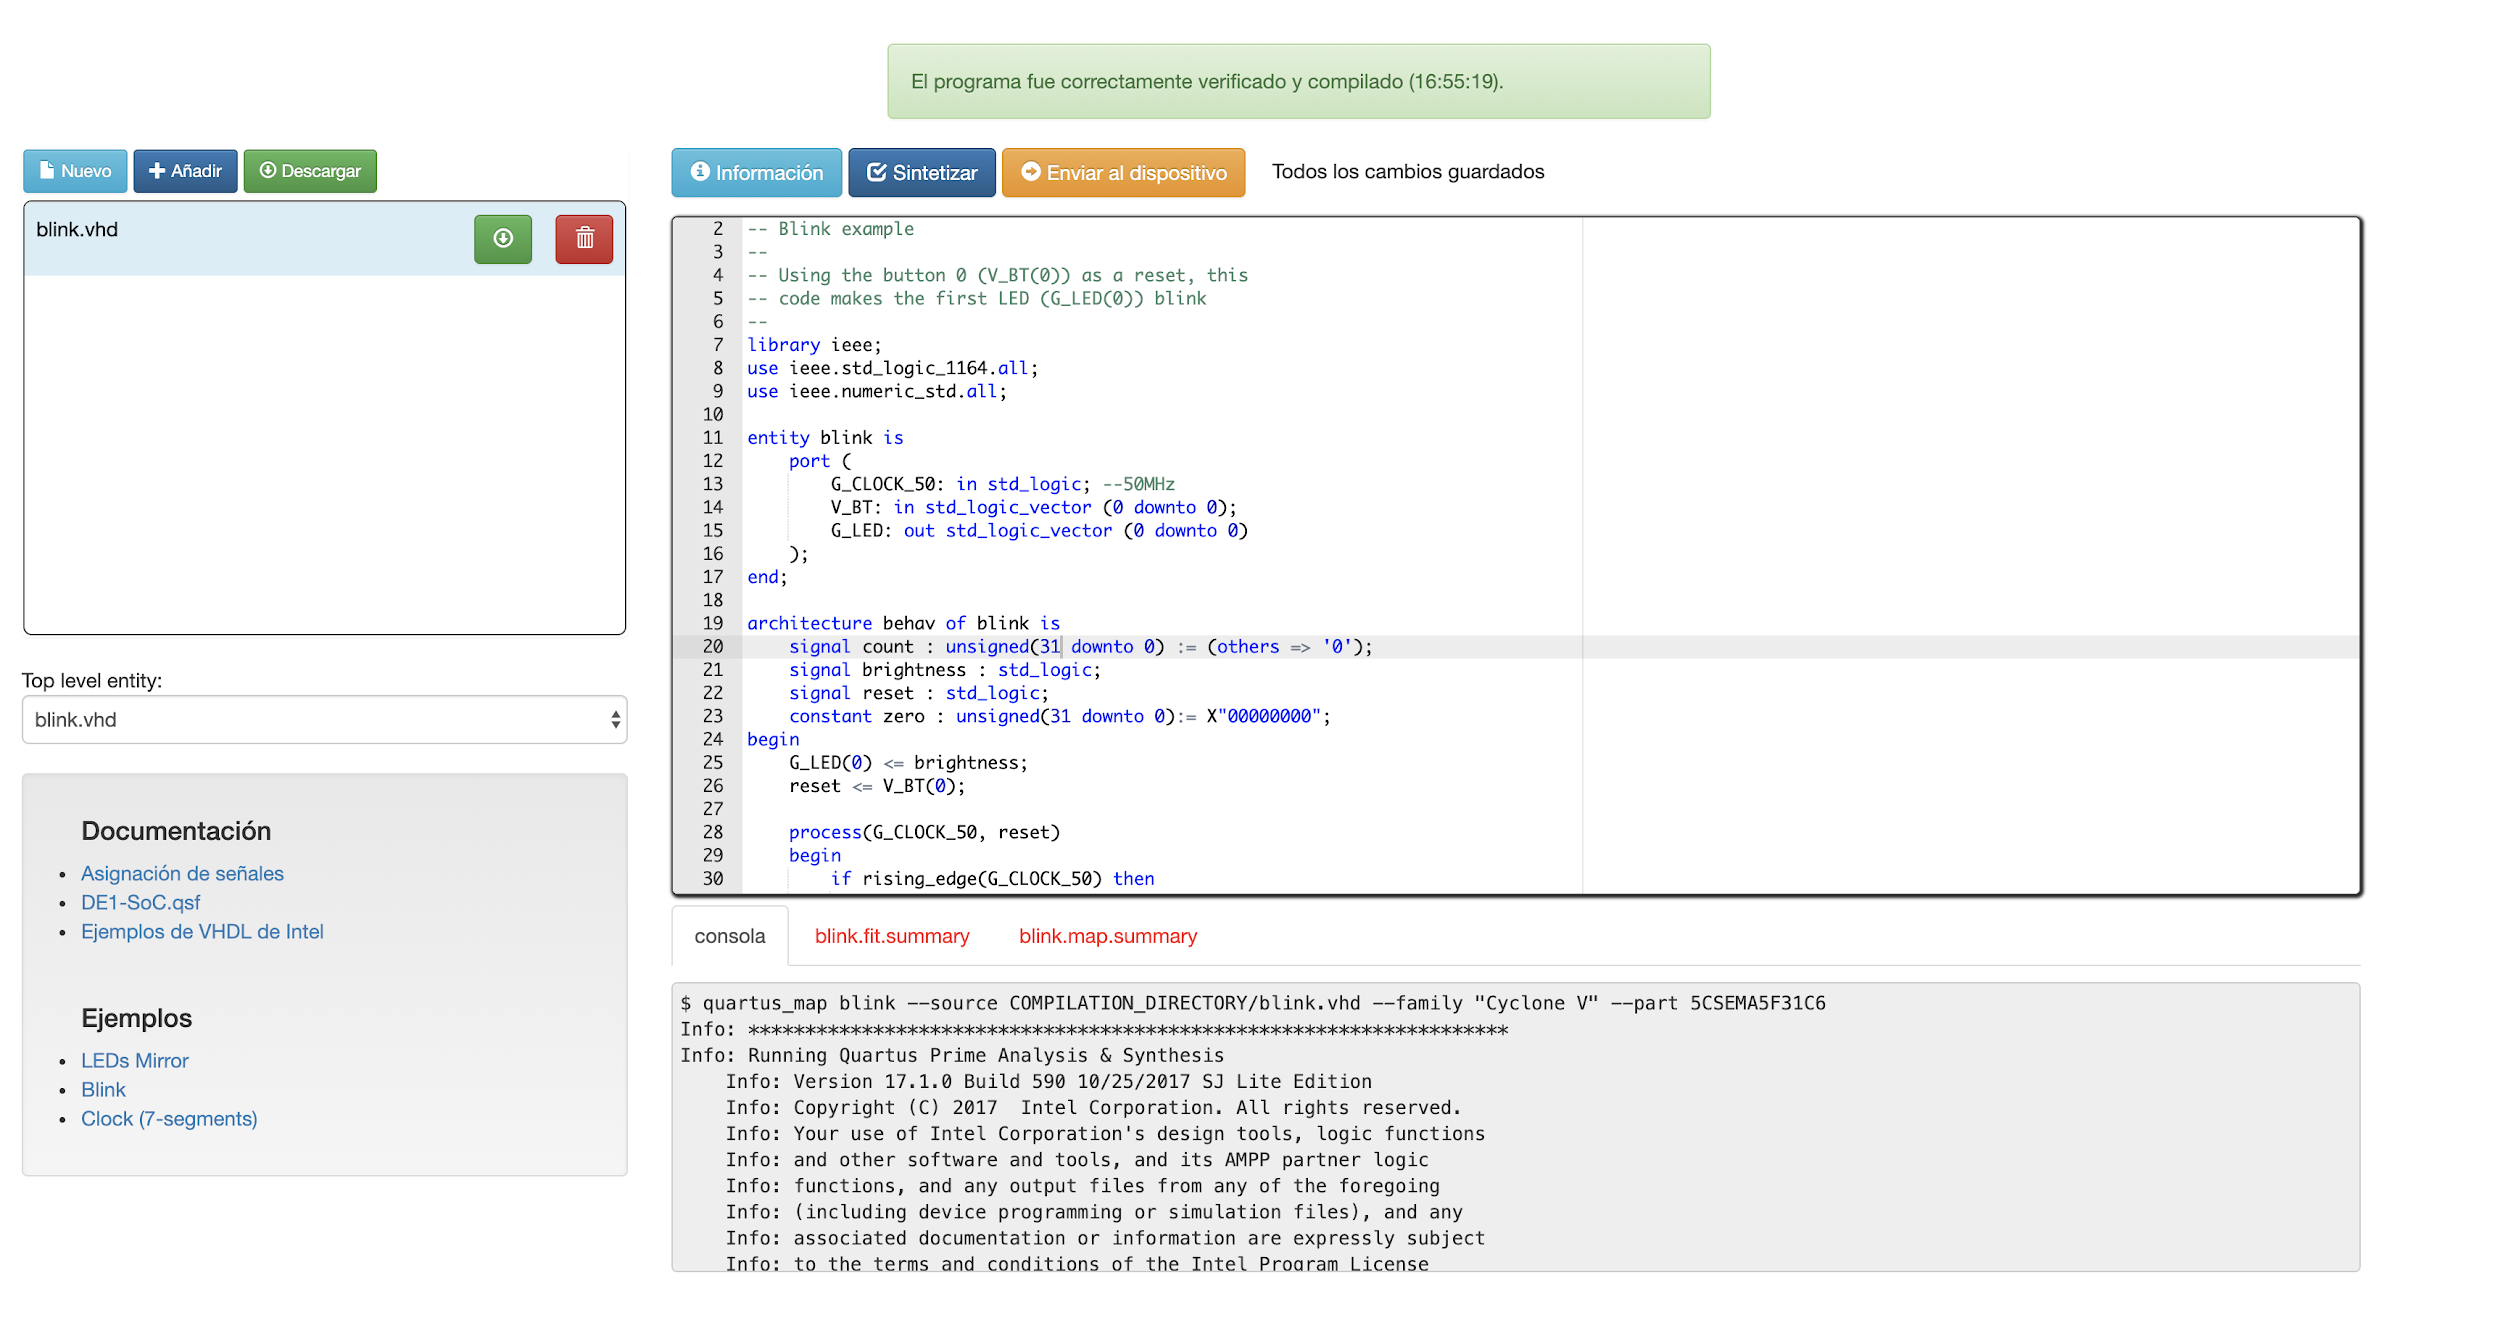 El programa fue correctamente verificado y compilado (16:55:19).
Nuevo
Añadir
Descargar
Información
Sintetizar
Enviar al dispositivo
Todos los cambios guardados
blink.vhd
Top level entity:
blink.vhd
Documentación
Asignación de señales
DE1-SoC.qsf
Ejemplos de VHDL de Intel
Ejemplos
LEDs Mirror
Blink
Clock (7-segments)
2 -- Blink example
3 --
4 -- Using the button 0 (V_BT(0)) as a reset, this
5 -- code makes the first LED (G_LED(0)) blink
6 --
7 library ieee;
8 use ieee.std_logic_1164.all;
9 use ieee.numeric_std.all;
10
11 entity blink is
12 port (
13 G_CLOCK_50: in std_logic; --50MHz
14 V_BT: in std_logic_vector (0 downto 0);
15 G_LED: out std_logic_vector (0 downto 0)
16 );
17 end;
18
19 architecture behav of blink is
20 signal count : unsigned(31 downto 0) := (others => '0');
21 signal brightness : std_logic;
22 signal reset : std_logic;
23 constant zero : unsigned(31 downto 0):= X"00000000";
24 begin
25 G_LED(0) <= brightness;
26 reset <= V_BT(0);
27
28 process(G_CLOCK_50, reset)
29 begin
30 if rising_edge(G_CLOCK_50) then
consola
blink.fit.summary
blink.map.summary
$ quartus_map blink --source COMPILATION_DIRECTORY/blink.vhd --family "Cyclone V" --part 5CSEMA5F31C6
Info: *******************************************************************
Info: Running Quartus Prime Analysis & Synthesis
Info: Version 17.1.0 Build 590 10/25/2017 SJ Lite Edition
Info: Copyright (C) 2017  Intel Corporation. All rights reserved.
Info: Your use of Intel Corporation's design tools, logic functions
Info: and other software and tools, and its AMPP partner logic
Info: functions, and any output files from any of the foregoing
Info: (including device programming or simulation files), and any
Info: associated documentation or information are expressly subject
Info: to the terms and conditions of the Intel Program License